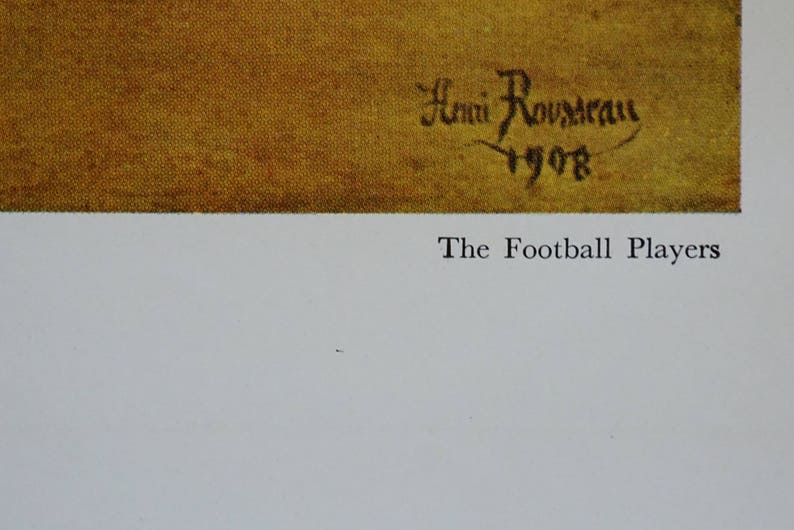 Henri Rousseau
1908
The Football Players